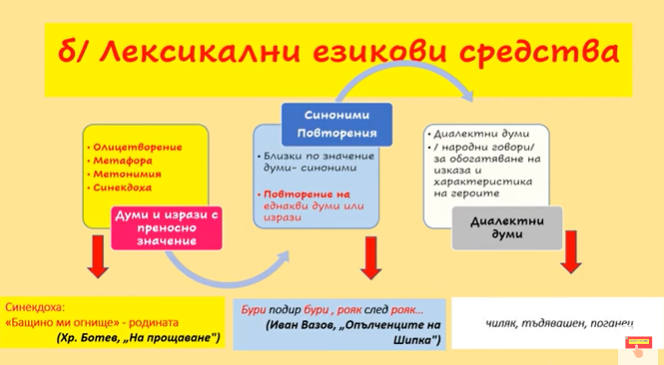 б/ Лексикални езикови средства
• Олицетворение
• Метафора
• Метонимия
• Синекдоха
Думи и изрази с
преносно
значение
Синоними
Повторения
• Близки по значение
думи- синоними
• Повторение на
еднакви думи или
изрази
• Диалектни думи
• / народни говори/
за обогатяване на
изказа и
характеристика
на героите
Диалектни
думи
Синекдоха:
«Бащино ми огнище» - родината
(Хр. Ботев, „На прощаване")
Бури подир бури , рояк след рояк...
(Иван Вазов, „Опълченците на
Шипка")
чиляк, тъдявашен, поганец